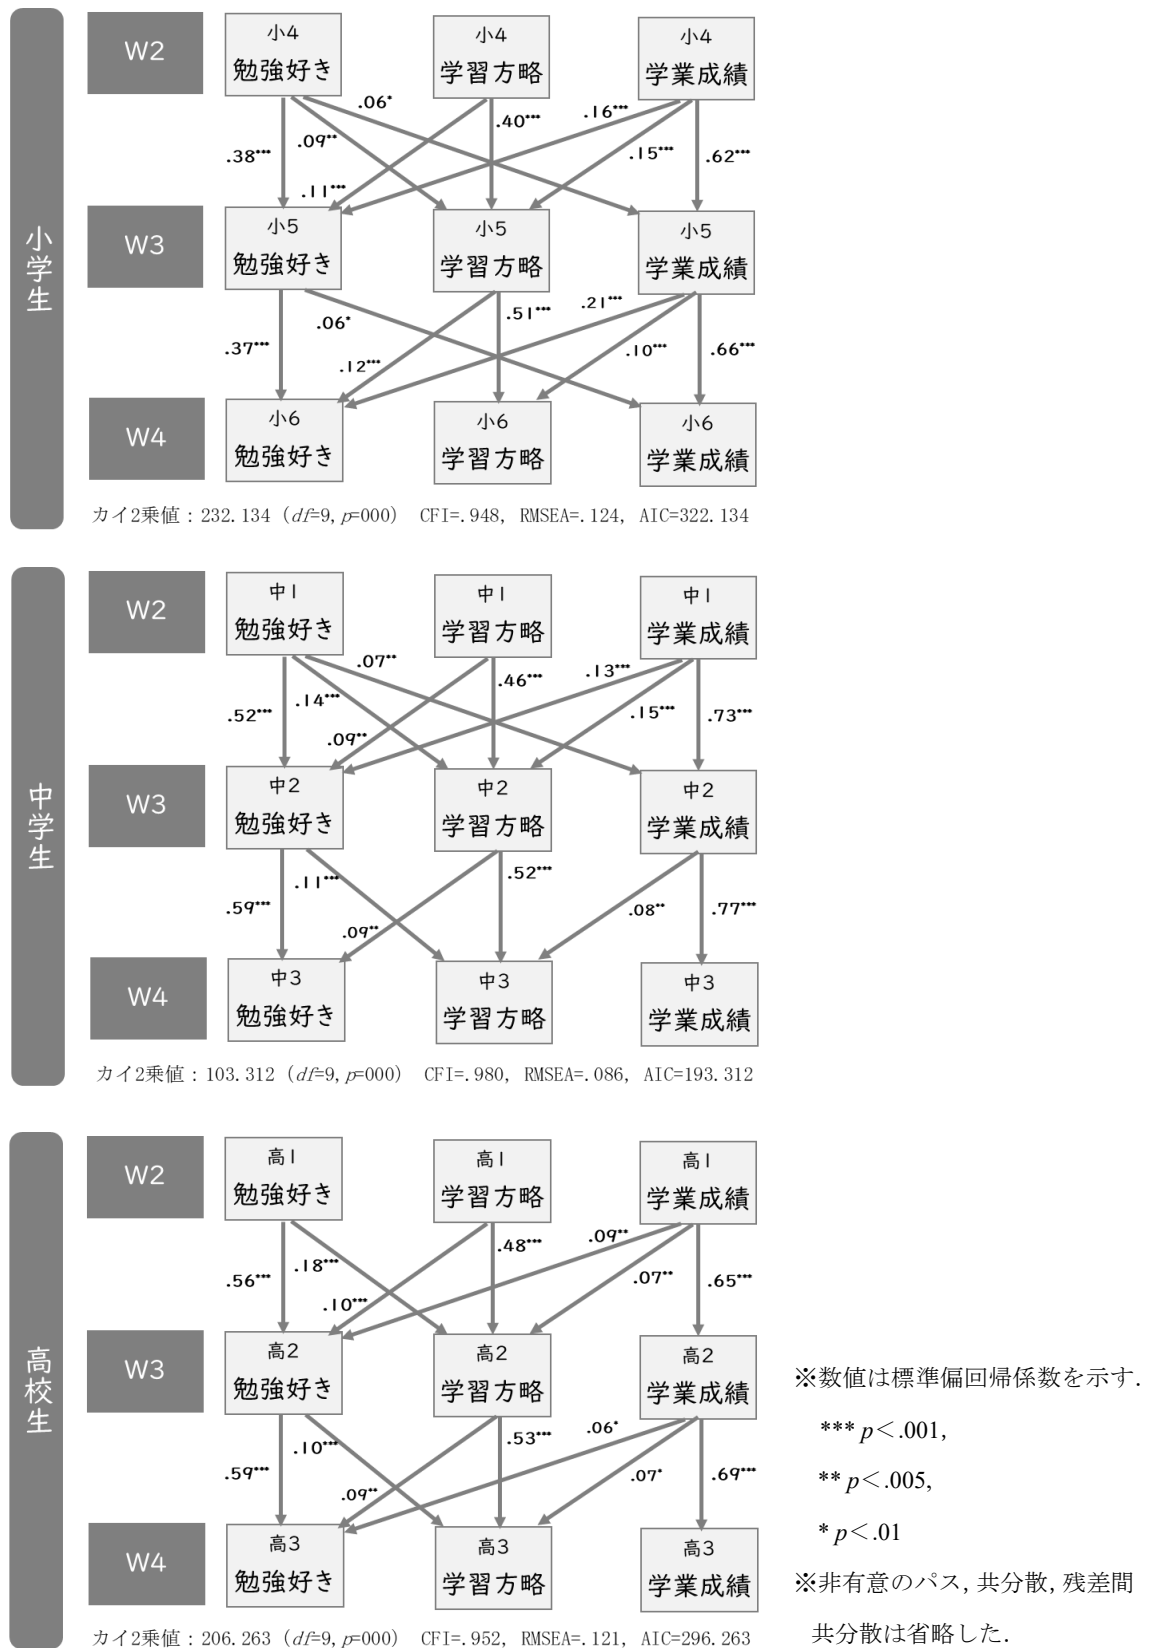 小学生
W2
小4
勉強好き
小4
学習方略
小4
学業成績
.38***
.09**
.06*
.11***
.40***
.16***
.15***
.62***
W3
小5
勉強好き
小5
学習方略
小5
学業成績
.37***
.06*
.12***
.51***
.21***
.10***
.66***
W4
小6
勉強好き
小6
学習方略
小6
学業成績
カイ2乗値：232.134（df=9, p=000） CFI=.948, RMSEA=.124, AIC=322.134
中学生
W2
中1
勉強好き
中1
学習方略
中1
学業成績
.52***
.14***
.07**
.09**
.46***
.13***
.15***
.73***
W3
中2
勉強好き
中2
学習方略
中2
学業成績
.59***
.11***
.09**
.52***
.08**
.77***
W4
中3
勉強好き
中3
学習方略
中3
学業成績
カイ2乗値：103.312（df=9, p=000） CFI=.980, RMSEA=.086, AIC=193.312
高校生
W2
高1
勉強好き
高1
学習方略
高1
学業成績
.56***
.18***
.10***
.48***
.09**
.07**
.65***
W3
高2
勉強好き
高2
学習方略
高2
学業成績
.59***
.10***
.09**
.53***
.06*
.07*
.69***
W4
高3
勉強好き
高3
学習方略
高3
学業成績
カイ2乗値：206.263（df=9, p=000） CFI=.952, RMSEA=.121, AIC=296.263
※数値は標準偏回帰係数を示す.
*** p＜.001,
** p＜.005,
* p＜.01
※非有意のパス, 共分散, 残差間
共分散は省略した.